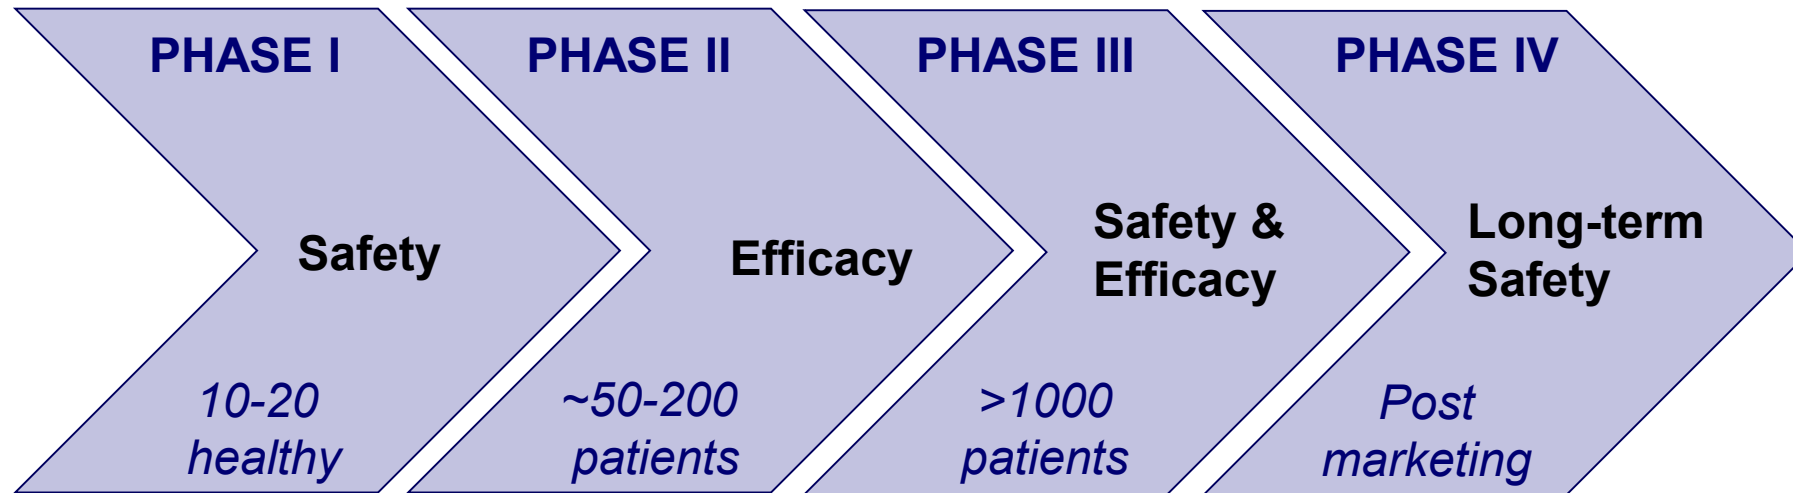 PHASE I
Safety
10-20
healthy
PHASE II
Efficacy
~50-200
patients
PHASE III
Safety &
Efficacy
>1000
patients
PHASE IV
Long-term
Safety
Post
marketing